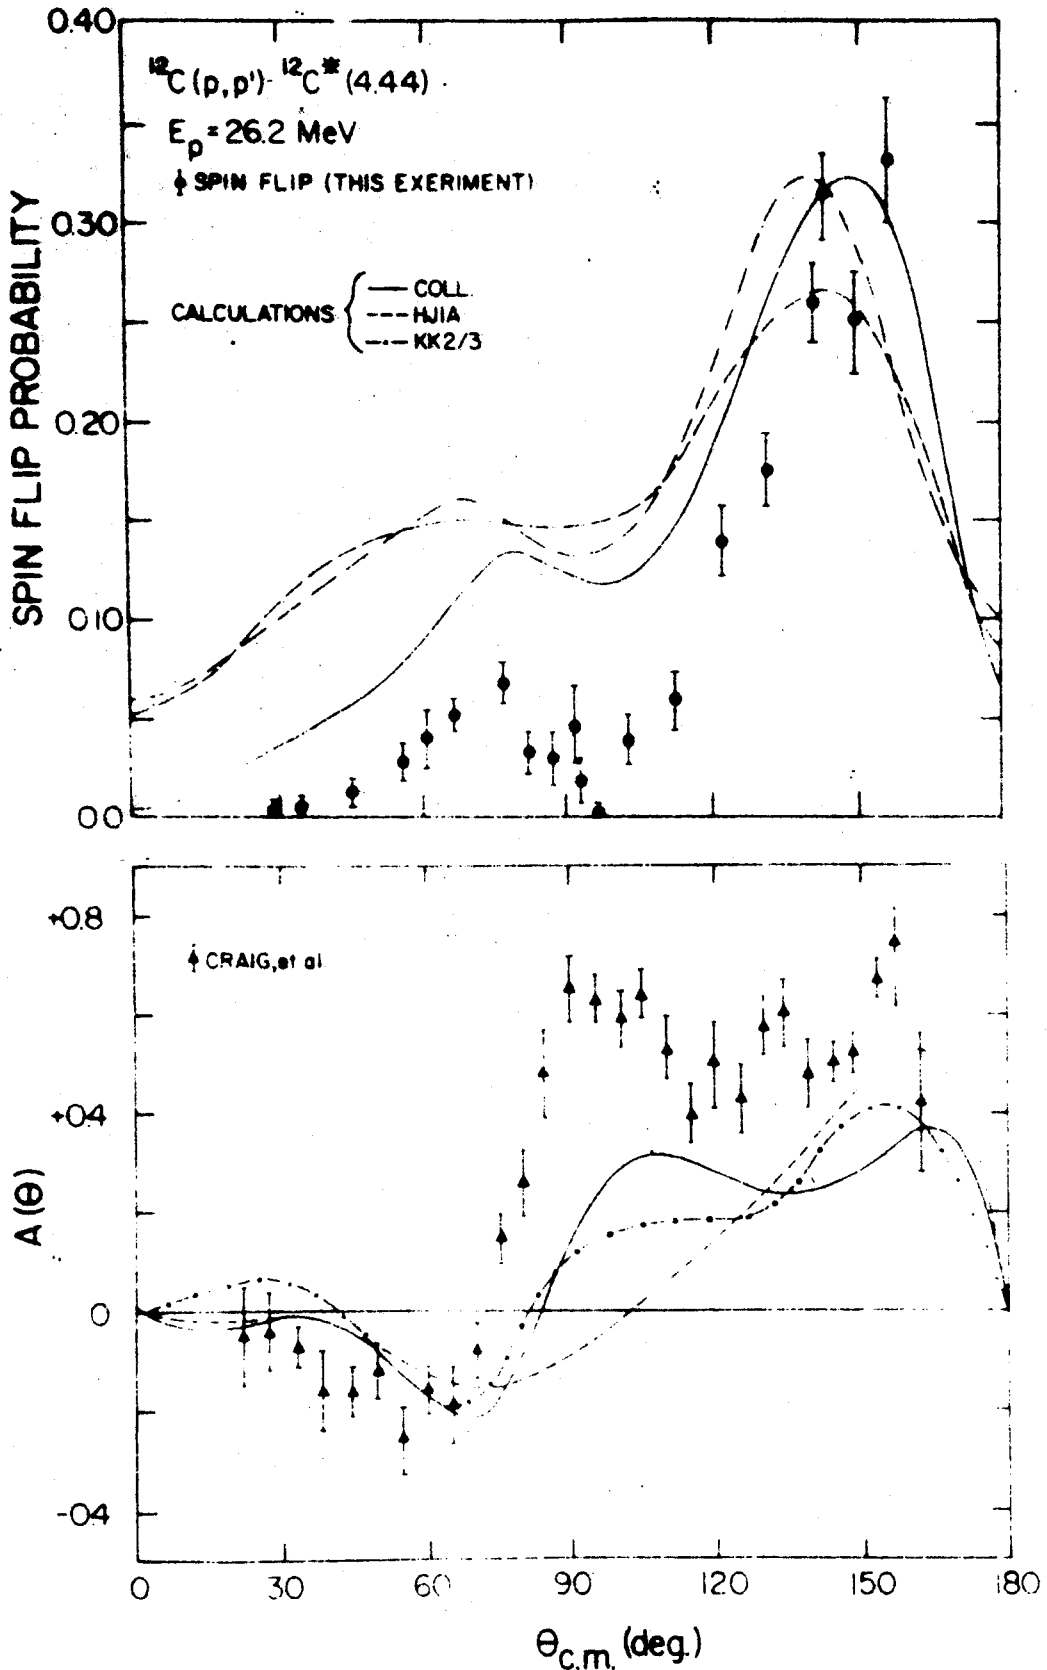 0.40
¹²C(p,p') ¹²C*(4.44)
Ep = 26.2 MeV
SPIN FLIP (THIS EXERIMENT)
0.30
CALCULATIONS
COLL.
HJIA
KK2/3
0.20
0.10
0.0
SPIN FLIP PROBABILITY
+0.8
CRAIG, et al
+0.4
A(θ)
0
-0.4
0 30 60 90 120 150 180
θc.m. (deg.)